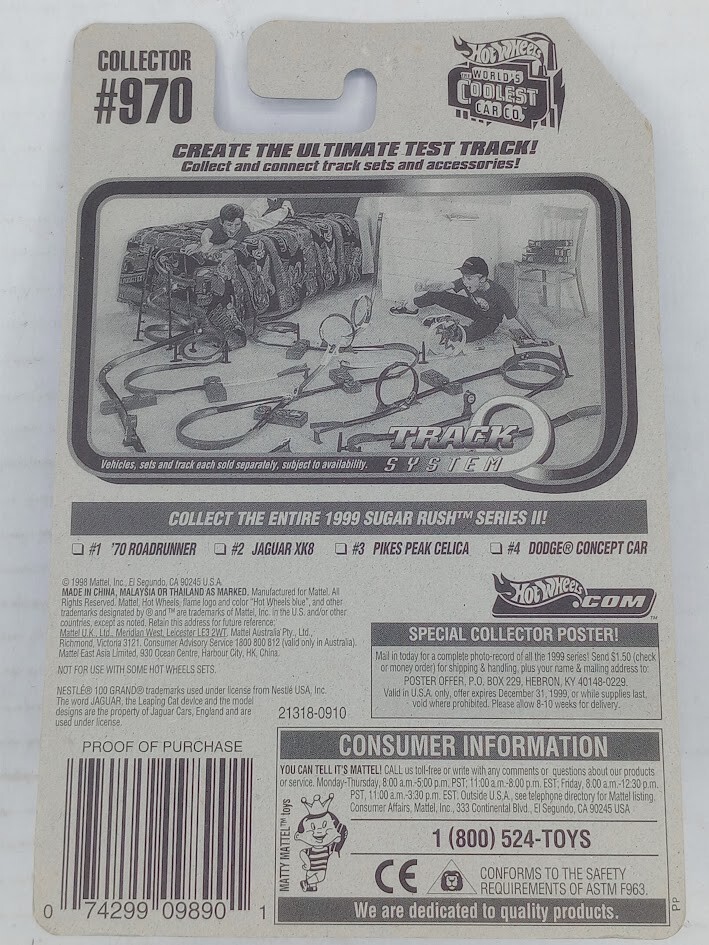 COLLECTOR
#970
Hot Wheels
WORLD'S
COOLEST
CAR CO.™
CREATE THE ULTIMATE TEST TRACK!
Collect and connect track sets and accessories!
TRACK
SYSTEM
Vehicles, sets and track each sold separately, subject to availability.
COLLECT THE ENTIRE 1999 SUGAR RUSH™ SERIES II!
#1 '70 ROADRUNNER #2 JAGUAR XK8 #3 PIKES PEAK CELICA #4 DODGE® CONCEPT CAR
© 1998 Mattel, Inc., El Segundo, CA 90245 U.S.A.
MADE IN CHINA, MALAYSIA OR THAILAND AS MARKED. Manufactured for Mattel. All
Rights Reserved. Mattel, Hot Wheels, flame logo and color "Hot Wheels blue", and other
trademarks designated by ® and ™ are trademarks of Mattel, Inc. in the U.S. and/or other
countries, except as noted. Retain this address for future reference:
Mattel U.K., Ltd., Meridian West, Leicester LE3 2WT. Mattel Australia Pty., Ltd.,
Richmond, Victoria 3121. Consumer Advisory Service 1800 800 812 (valid only in Australia).
Mattel East Asia Limited, 930 Ocean Centre, Harbour City, HK, China.
NOT FOR USE WITH SOME HOT WHEELS SETS.
NESTLÉ® 100 GRAND® trademarks used under license from Nestlé USA, Inc.
The word JAGUAR, the Leaping Cat device and the model
designs are the property of Jaguar Cars, England and are
used under license.
21318-0910
Hot Wheels
.COM™
SPECIAL COLLECTOR POSTER!
Mail in today for a complete photo-record of all the 1999 series! Send $1.50 (check
or money order) for shipping & handling, plus your name & mailing address to:
POSTER OFFER, P.O. BOX 229, HEBRON, KY 40148-0229.
Valid in U.S.A. only, offer expires December 31, 1999, or while supplies last,
void where prohibited. Please allow 8-10 weeks for delivery.
PROOF OF PURCHASE
0 74299 09890 1
CONSUMER INFORMATION
YOU CAN TELL IT'S MATTEL! CALL us toll-free or write with any comments or questions about our products
or service. Monday-Thursday, 8:00 a.m.-5:00 p.m. PST; 11:00 a.m.-8:00 p.m. EST; Friday, 8:00 a.m.-12:30 p.m.
PST, 11:00 a.m.-3:30 p.m. EST. Outside U.S.A., see telephone directory for Mattel listing.
Consumer Affairs, Mattel, Inc., 333 Continental Blvd., El Segundo, CA 90245 USA
MATTY MATTEL™ toys
1 (800) 524-TOYS
CE
CONFORMS TO THE SAFETY
REQUIREMENTS OF ASTM F963.
We are dedicated to quality products.
PP